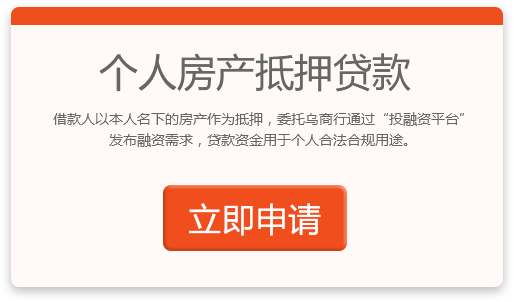 个人房产抵押贷款
借款人以本人名下的房产作为抵押，委托乌商行通过“投融资平台”
发布融资需求，贷款资金用于个人合法合规用途。
立即申请